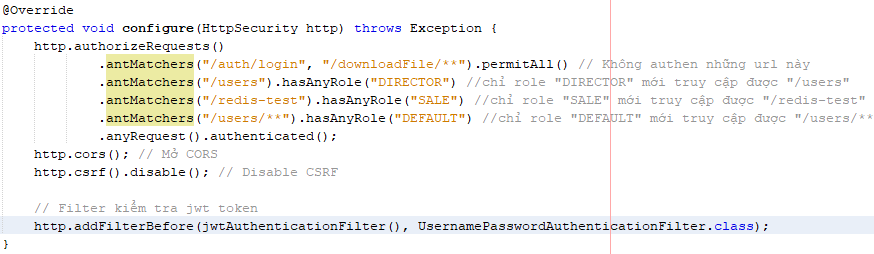 @Override
protected void configure(HttpSecurity http) throws Exception {
http.authorizeRequests()
.antMatchers("/auth/login", "/downloadFile/**").permitAll() // Không authen những url này
.antMatchers("/users").hasAnyRole("DIRECTOR") //chỉ role "DIRECTOR" mới truy cập được "/users"
.antMatchers("/redis-test").hasAnyRole("SALE") //chỉ role "SALE" mới truy cập được "/redis-test"
.antMatchers("/users/**").hasAnyRole("DEFAULT") //chỉ role "DEFAULT" mới truy cập được "/users/**
.anyRequest().authenticated();
http.cors(); // Mở CORS
http.csrf().disable(); // Disable CSRF
// Filter kiểm tra jwt token
http.addFilterBefore(jwtAuthenticationFilter(), UsernamePasswordAuthenticationFilter.class);
}